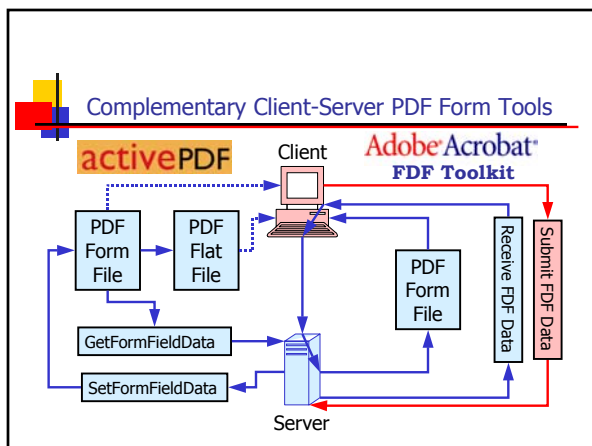 Complementary Client-Server PDF Form Tools
activePDF
Client
Adobe® Acrobat®
FDF Toolkit
PDF
Form
File
PDF
Flat
File
PDF
Form
File
Receive FDF Data
Submit FDF Data
GetFormFieldData
SetFormFieldData
Server